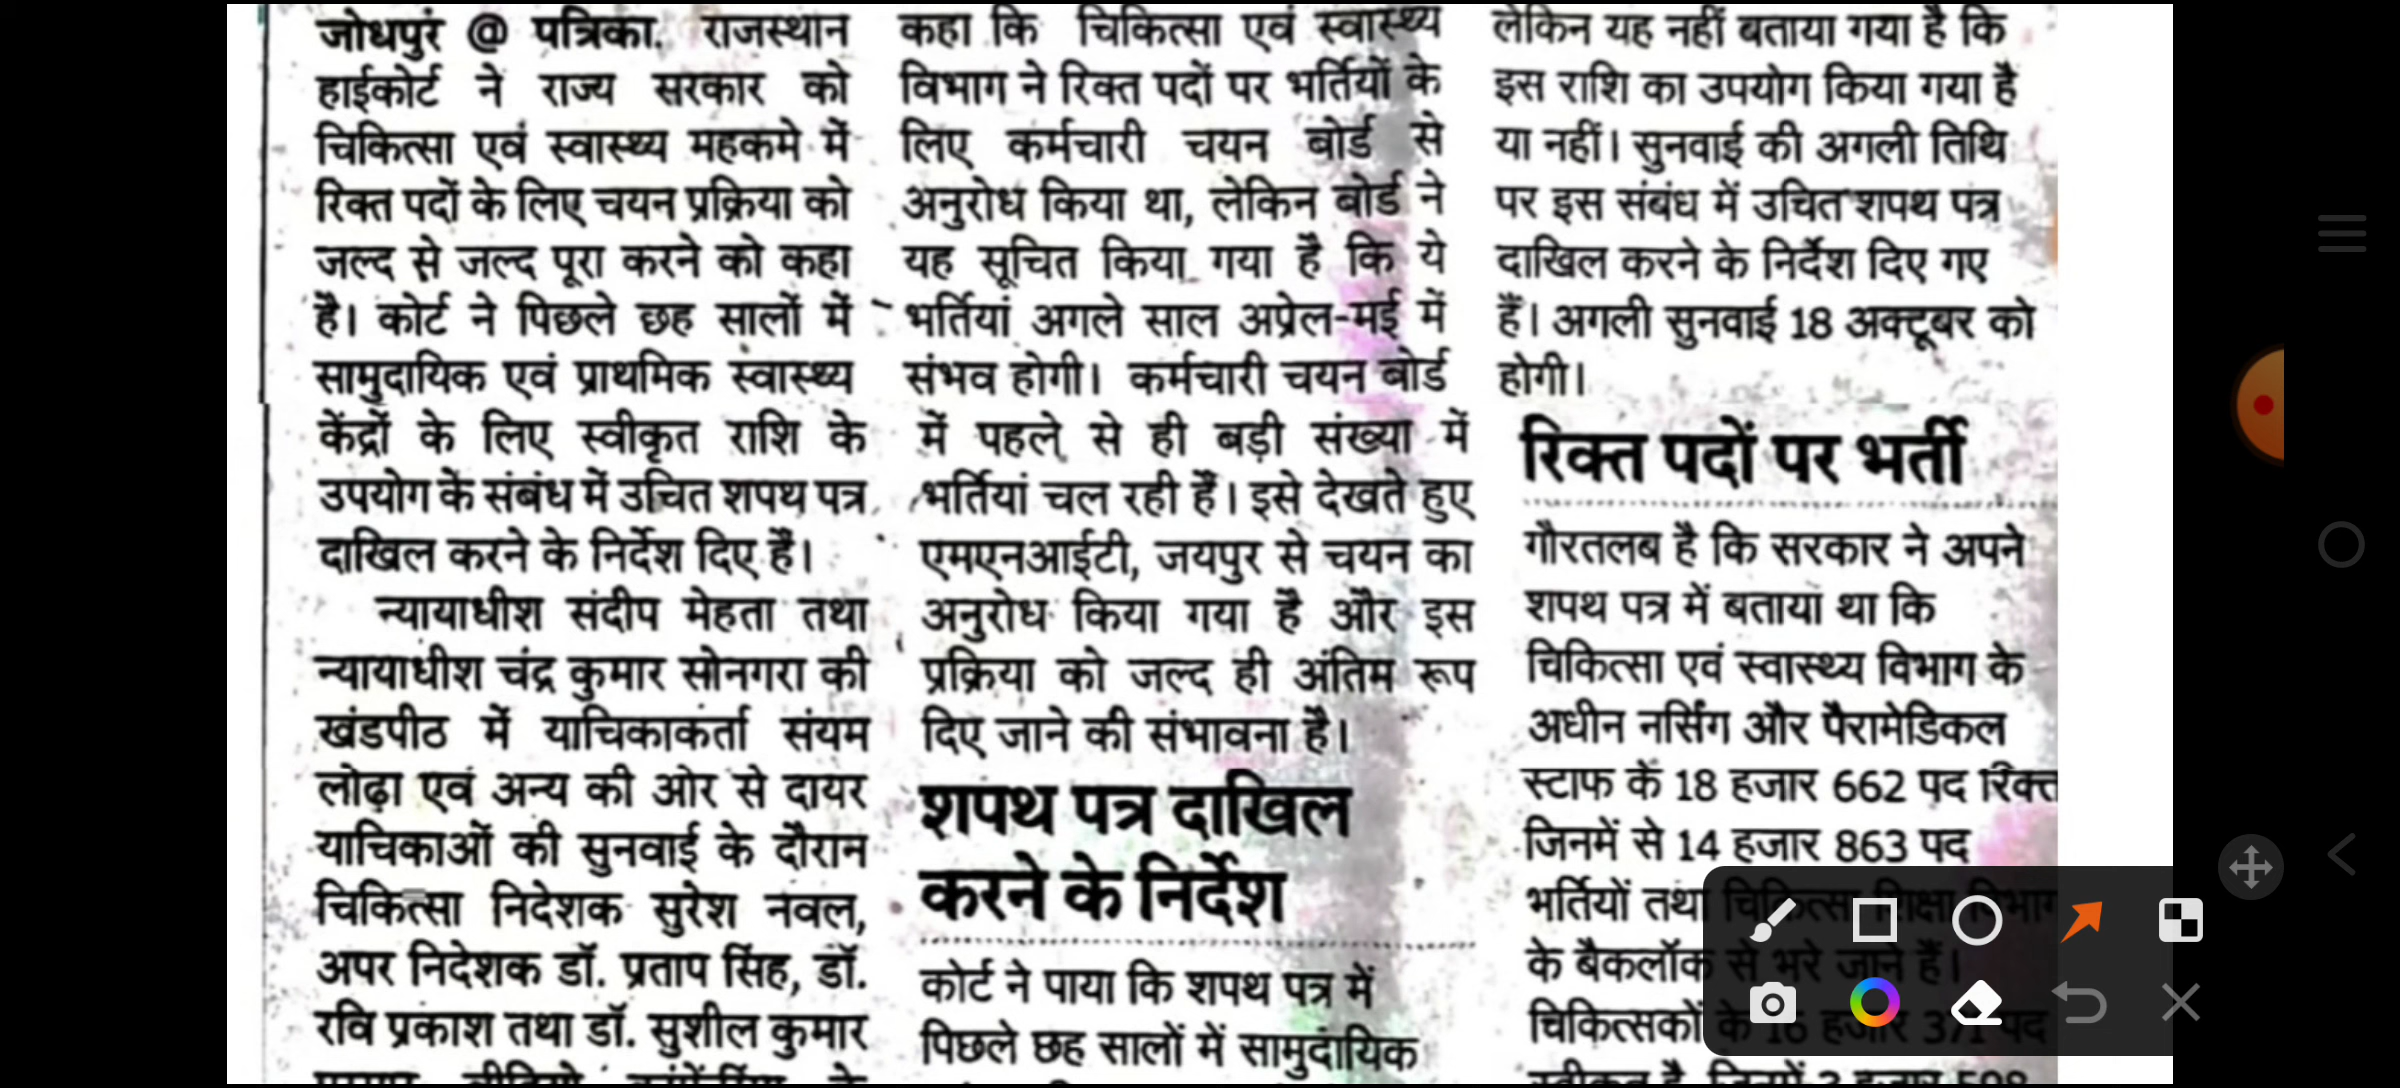 जोधपुर @ पत्रिका. राजस्थान
हाईकोर्ट ने राज्य सरकार को
चिकित्सा एवं स्वास्थ्य महकमे में
रिक्त पदों के लिए चयन प्रक्रिया को
जल्द से जल्द पूरा करने को कहा
है। कोर्ट ने पिछले छह सालों में
सामुदायिक एवं प्राथमिक स्वास्थ्य
केंद्रों के लिए स्वीकृत राशि के
उपयोग के संबंध में उचित शपथ पत्र
दाखिल करने के निर्देश दिए हैं।
न्यायाधीश संदीप मेहता तथा
न्यायाधीश चंद्र कुमार सोनगरा की
खंडपीठ में याचिकाकर्ता संयम
लोढ़ा एवं अन्य की ओर से दायर
याचिकाओं की सुनवाई के दौरान
चिकित्सा निदेशक सुरेश नवल,
अपर निदेशक डॉ. प्रताप सिंह, डॉ.
रवि प्रकाश तथा डॉ. सुशील कुमार
कहा कि चिकित्सा एवं स्वास्थ्य
विभाग ने रिक्त पदों पर भर्तियों के
लिए कर्मचारी चयन बोर्ड से
अनुरोध किया था, लेकिन बोर्ड ने
यह सूचित किया गया है कि ये
भर्तियां अगले साल अप्रेल-मई में
संभव होगी। कर्मचारी चयन बोर्ड
में पहले से ही बड़ी संख्या में
भर्तियां चल रही हैं। इसे देखते हुए
एमएनआईटी, जयपुर से चयन का
अनुरोध किया गया है और इस
प्रक्रिया को जल्द ही अंतिम रूप
दिए जाने की संभावना है।
शपथ पत्र दाखिल
करने के निर्देश
कोर्ट ने पाया कि शपथ पत्र में
पिछले छह सालों में सामुदायिक
लेकिन यह नहीं बताया गया है कि
इस राशि का उपयोग किया गया है
या नहीं। सुनवाई की अगली तिथि
पर इस संबंध में उचित शपथ पत्र
दाखिल करने के निर्देश दिए गए
हैं। अगली सुनवाई 18 अक्टूबर को
होगी।
रिक्त पदों पर भर्ती
गौरतलब है कि सरकार ने अपने
शपथ पत्र में बताया था कि
चिकित्सा एवं स्वास्थ्य विभाग के
अधीन नर्सिंग और पैरामेडिकल
स्टाफ के 18 हजार 662 पद रिक्त
जिनमें से 14 हजार 863 पद
भर्तियों तथा चिकित्सा शिक्षा विभाग
के बैकलॉक से भरे जाने हैं।
चिकित्सकों के 16 हजार 371 पद